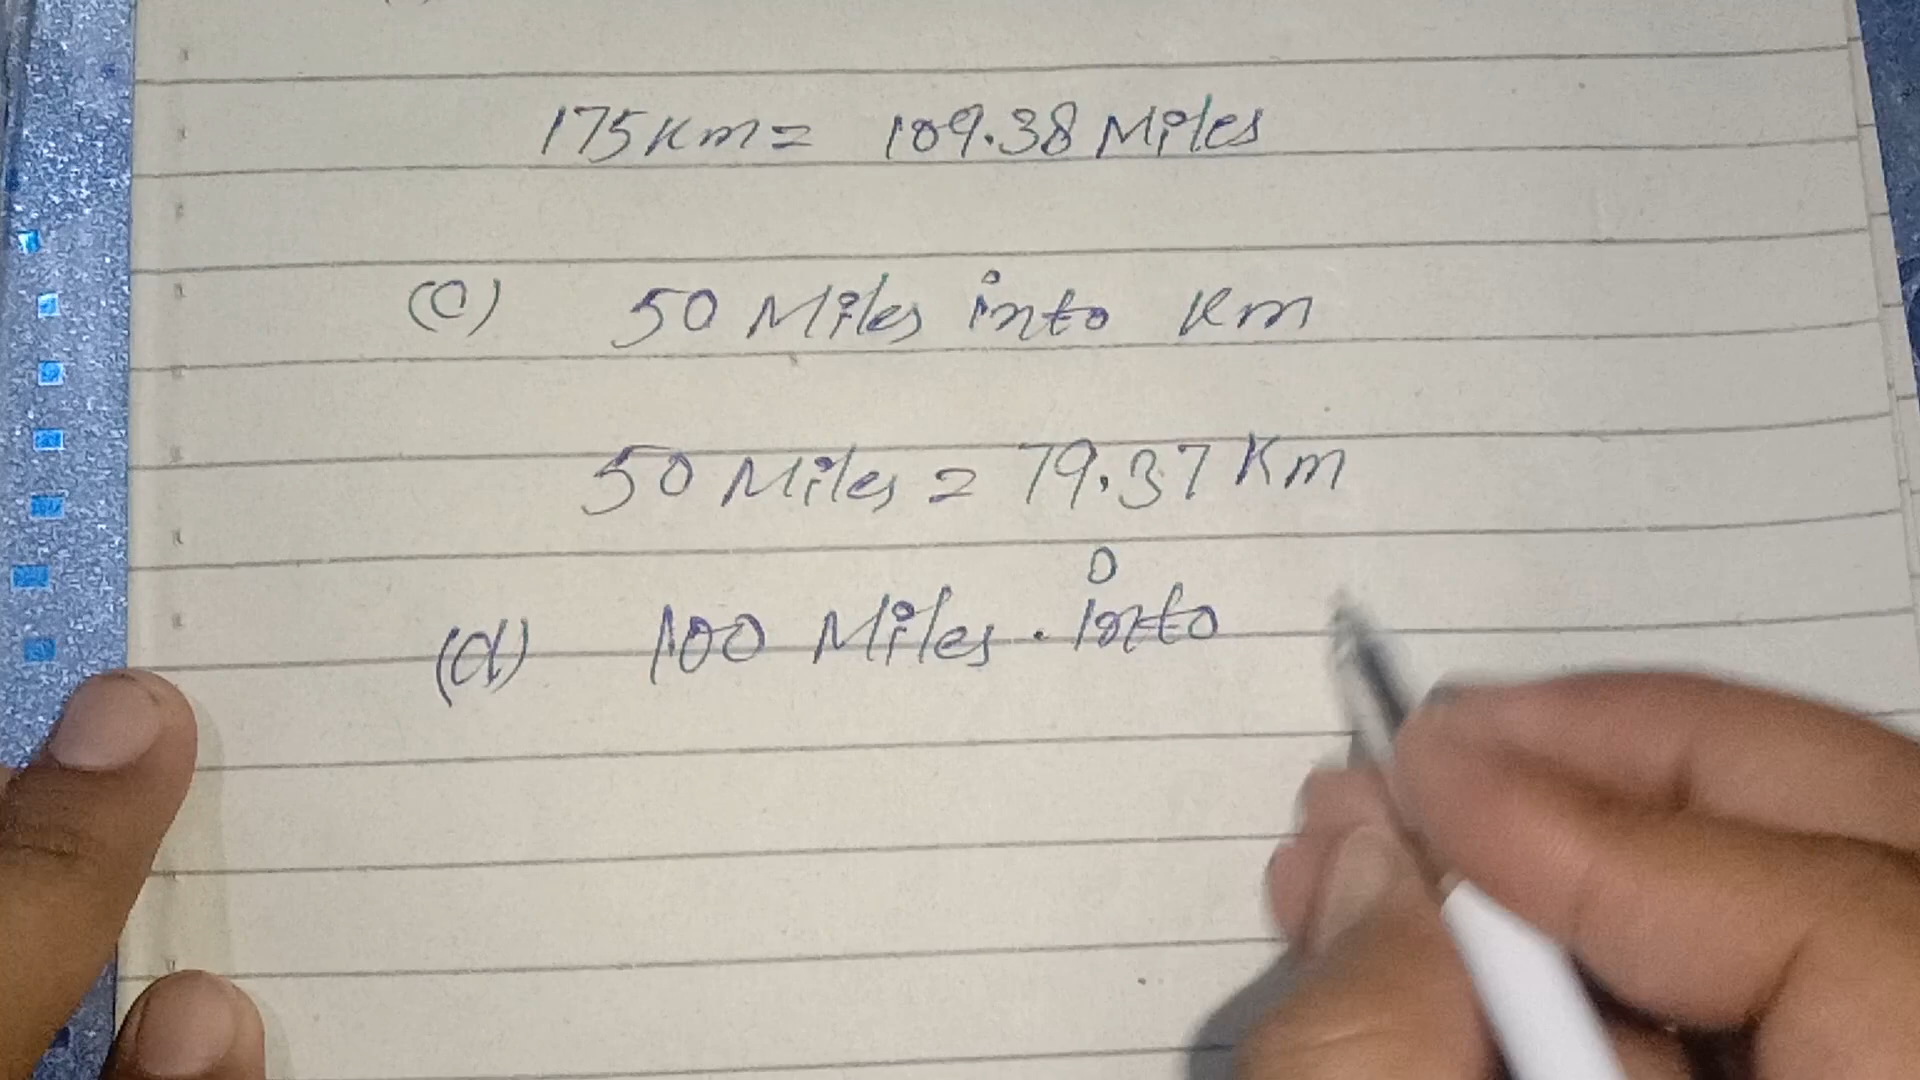 175 Km = 109.38 Miles
(C) 50 Miles into Km
50 Miles = 79.37 Km
(d) 100 Miles . into